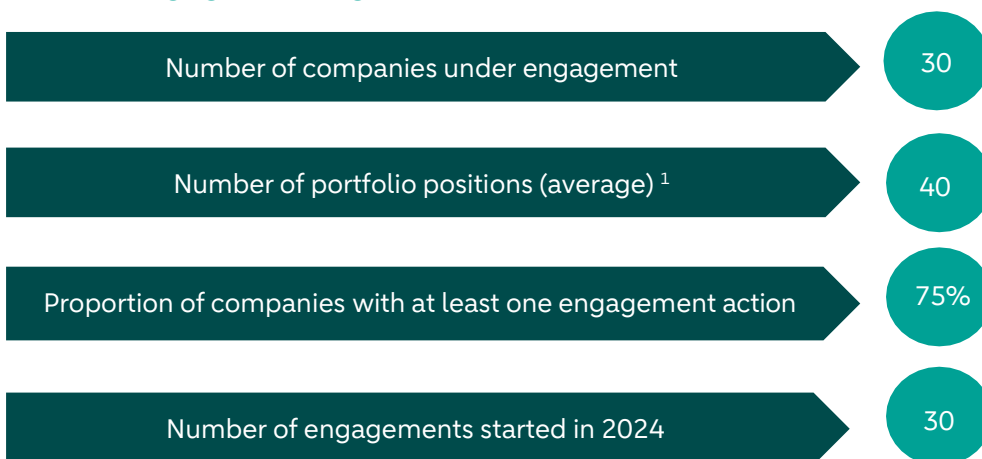 Number of companies under engagement
30
Number of portfolio positions (average) 1
40
Proportion of companies with at least one engagement action
75%
Number of engagements started in 2024
30